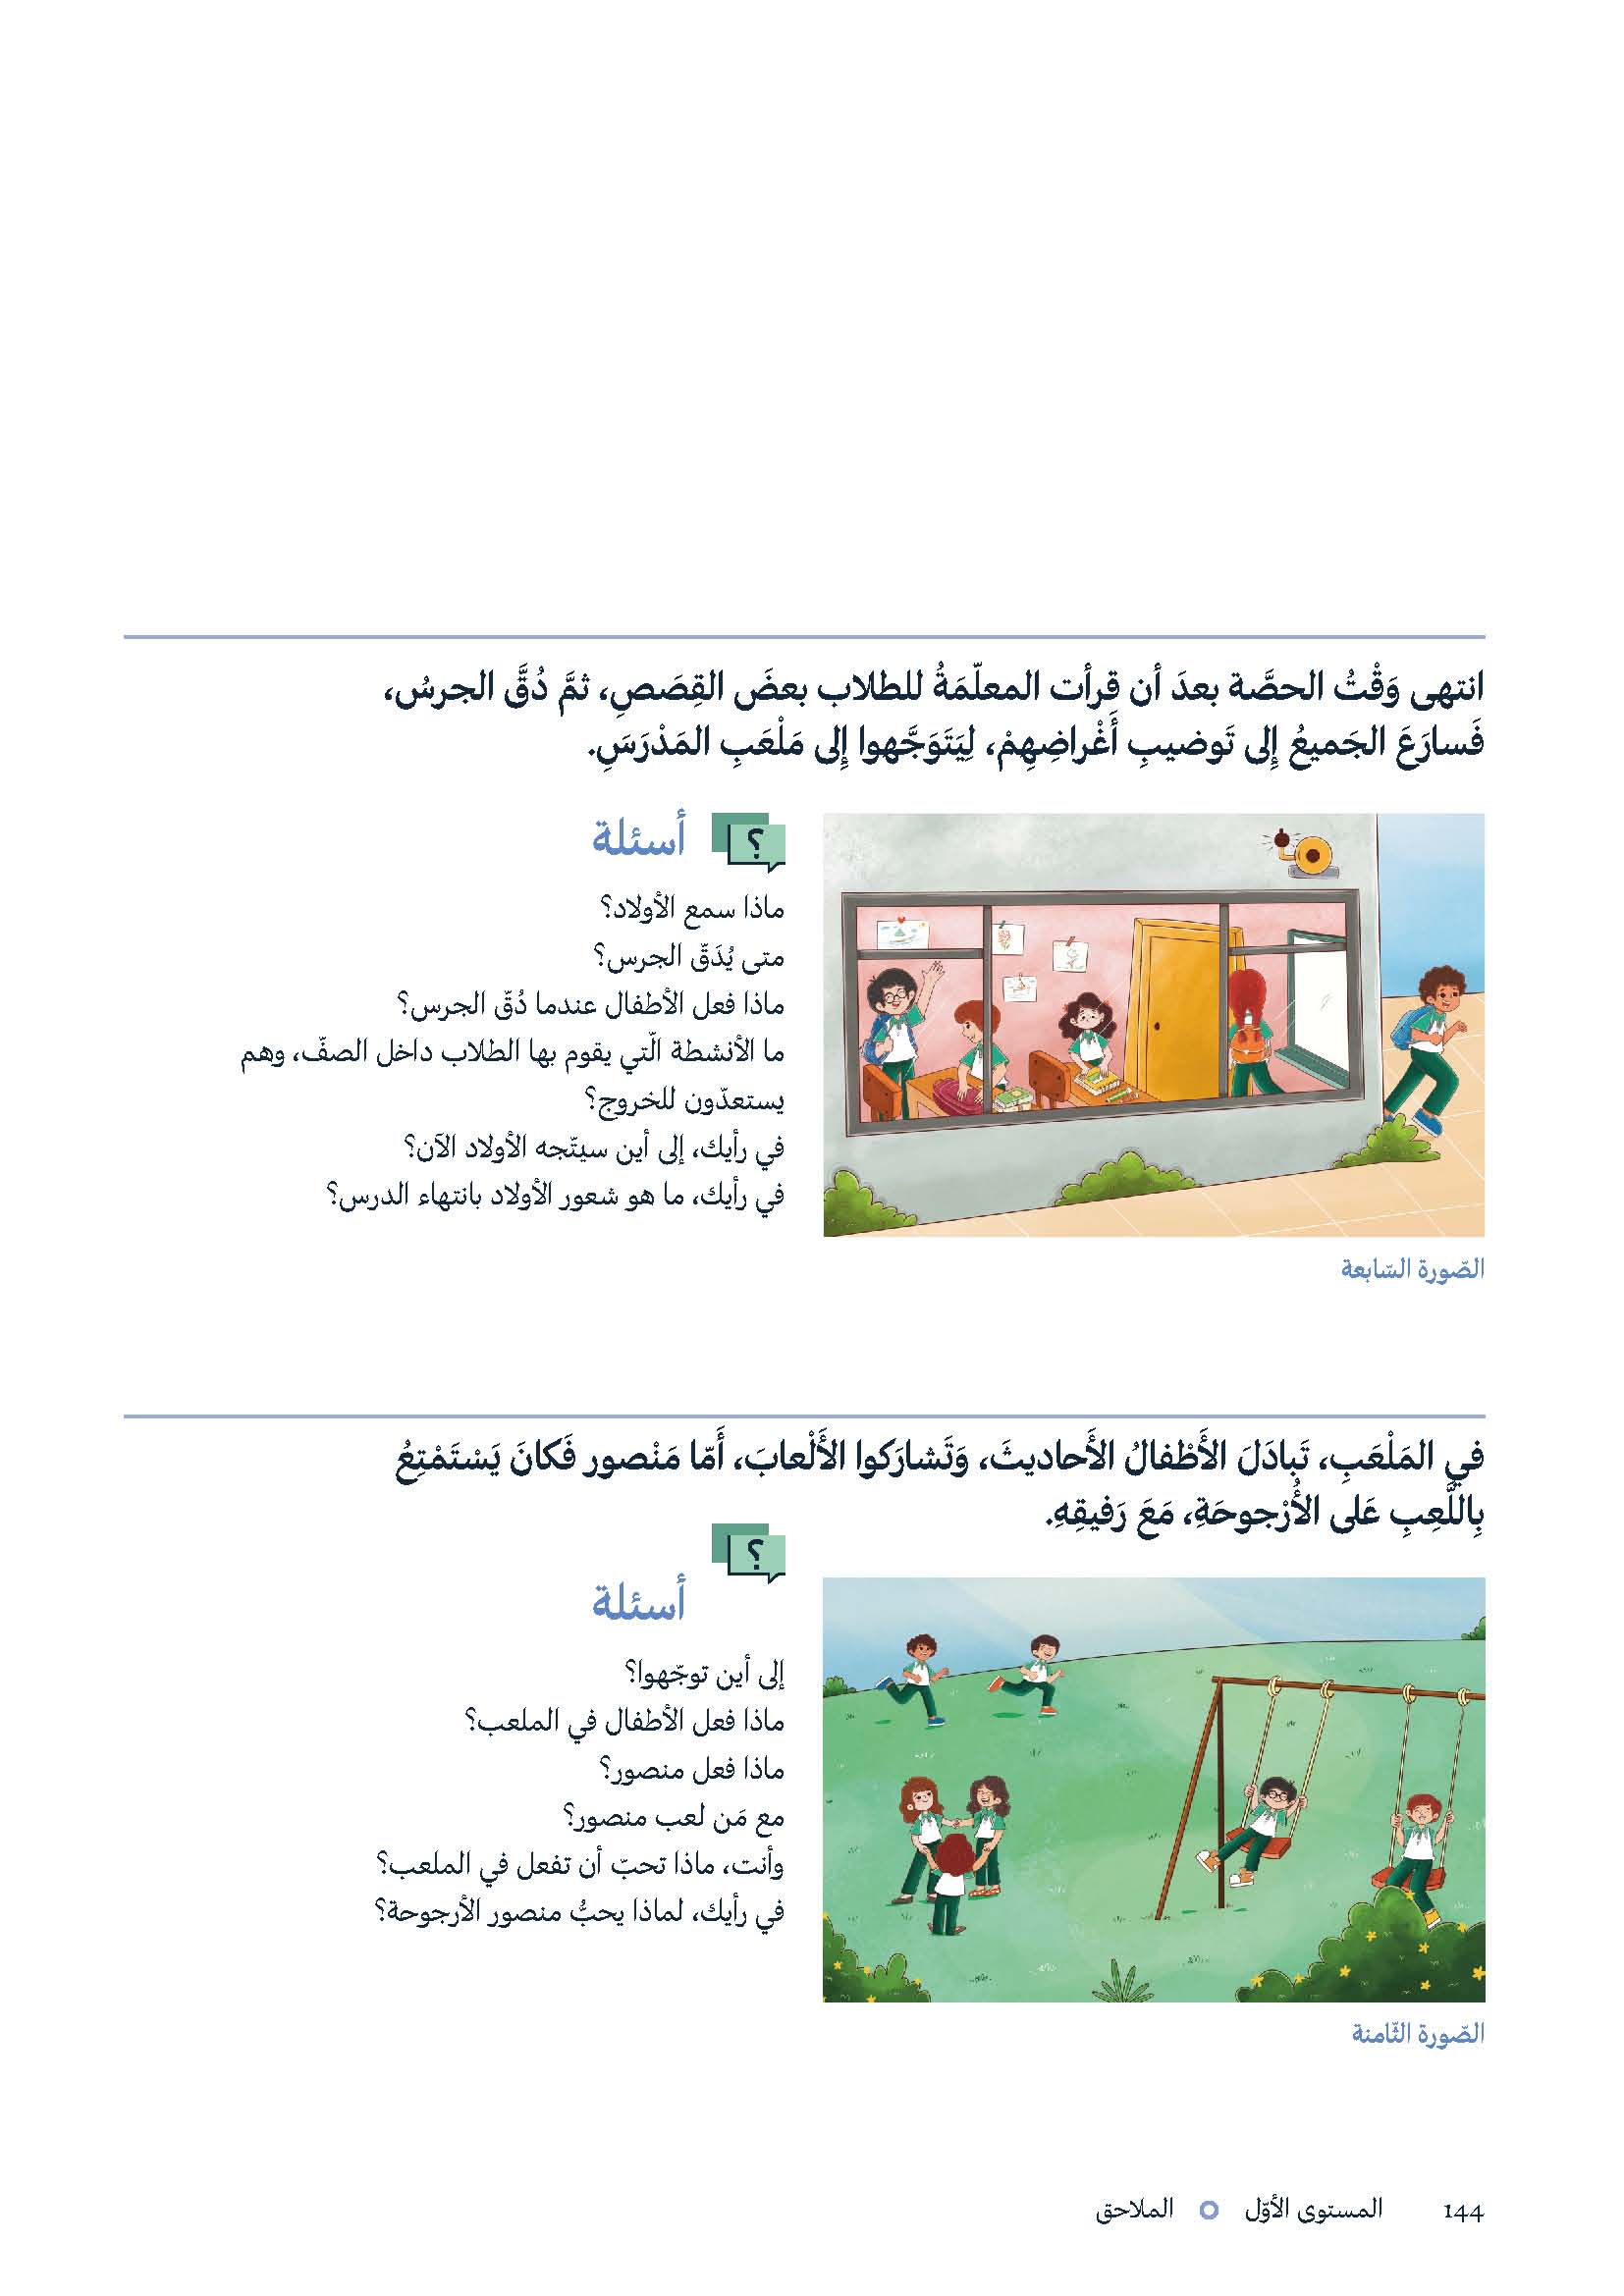 انتهى وَقْتُ الحصَّة بعدَ أن قرأت المعلّمَةُ للطلاب بعضَ القِصَصِ، ثمَّ دُقَّ الجرسُ،
فَسارَعَ الجَميعُ إِلى تَوضيبِ أَغْراضِهِمْ، لِيَتَوَجَّهوا إِلى مَلْعَبِ المَدْرَسَِ.
؟
أسئلة
ماذا سمع الأولاد؟
متى يُدَقّ الجرس؟
ماذا فعل الأطفال عندما دُقّ الجرس؟
ما الأنشطة الّتي يقوم بها الطلاب داخل الصفّ، وهم
يستعدّون للخروج؟
في رأيك، إلى أين سيتّجه الأولاد الآن؟
في رأيك، ما هو شعور الأولاد بانتهاء الدرس؟
الصّورة السّابعة
في المَلْعَبِ، تَبادَلَ الأَطْفالُ الأَحاديثَ، وَتَشارَكوا الأَلْعابَ، أَمّا مَنْصور فَكانَ يَسْتَمْتِعُ
بِاللَّعِبِ عَلى الأُرْجوحَةِ، مَعَ رَفيقِهِ.
؟
أسئلة
إلى أين توجّهوا؟
ماذا فعل الأطفال في الملعب؟
ماذا فعل منصور؟
مع مَن لعب منصور؟
وأنت، ماذا تحبّ أن تفعل في الملعب؟
في رأيك، لماذا يحبُّ منصور الأرجوحة؟
الصّورة الثّامنة
144 المستوى الأوّل الملاحق